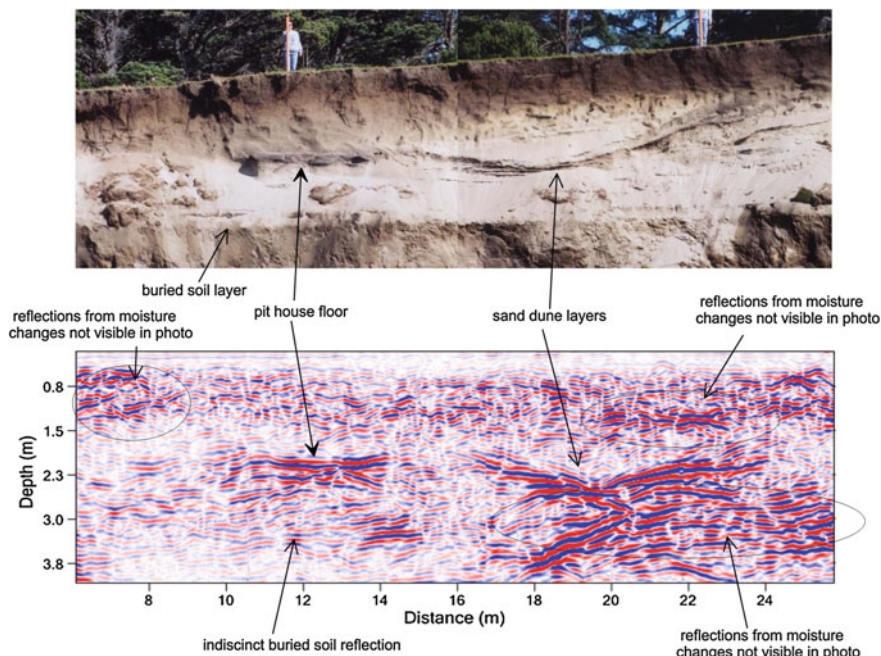 buried soil layer
pit house floor
sand dune layers
reflections from moisture
changes not visible in photo
reflections from moisture
changes not visible in photo
Depth (m)
0.8
1.5
2.3
3.0
3.8
8
10
12
14
16
18
20
22
24
Distance (m)
indiscinct buried soil reflection
reflections from moisture
changes not visible in photo